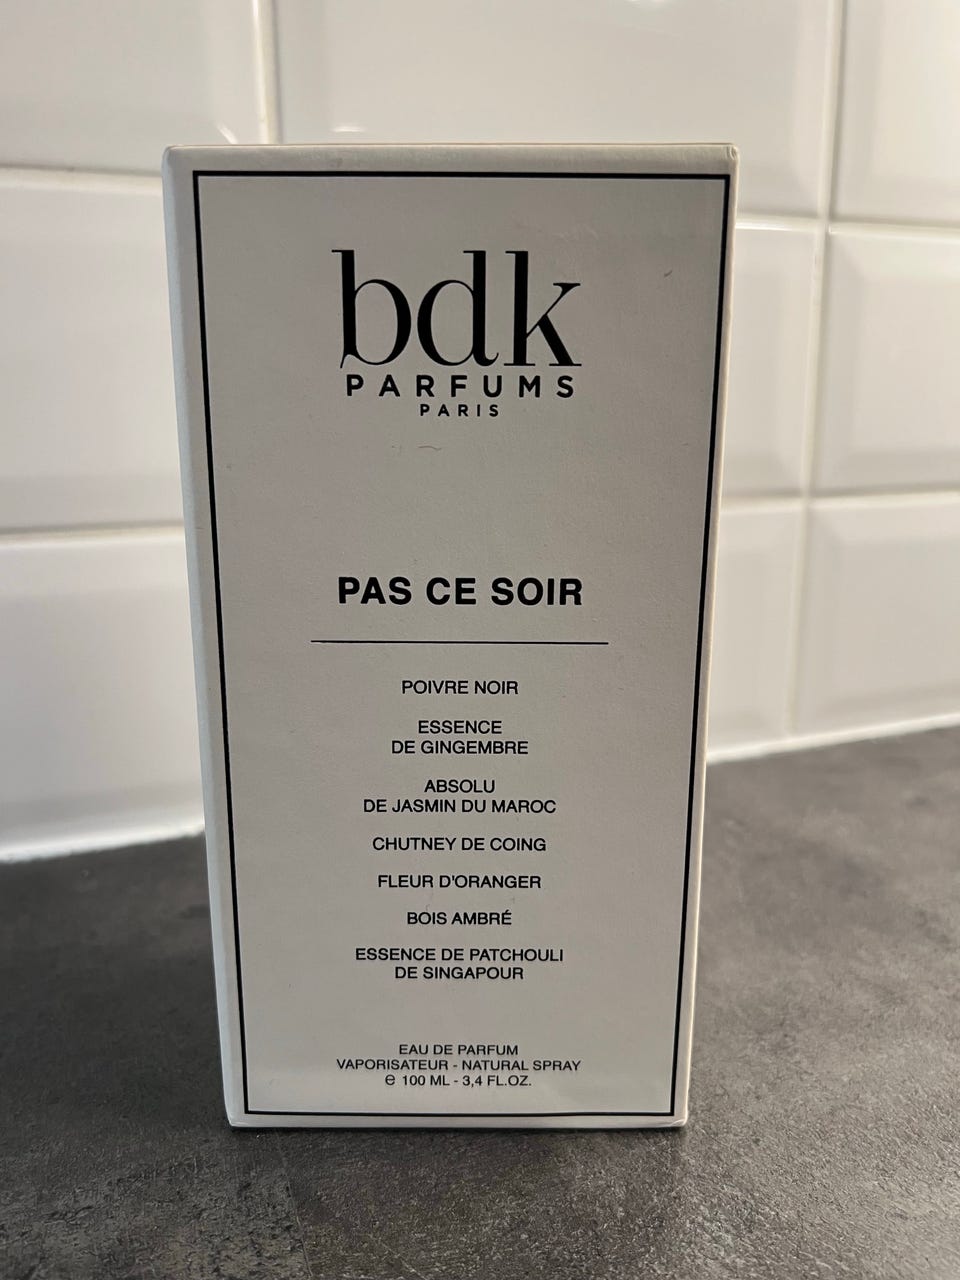 bdk
PARFUMS
PARIS
PAS CE SOIR
POIVRE NOIR
ESSENCE
DE GINGEMBRE
ABSOLU
DE JASMIN DU MAROC
CHUTNEY DE COING
FLEUR D'ORANGER
BOIS AMBRÉ
ESSENCE DE PATCHOULI
DE SINGAPOUR
EAU DE PARFUM
VAPORISATEUR - NATURAL SPRAY
℮ 100 ML - 3,4 FL.OZ.